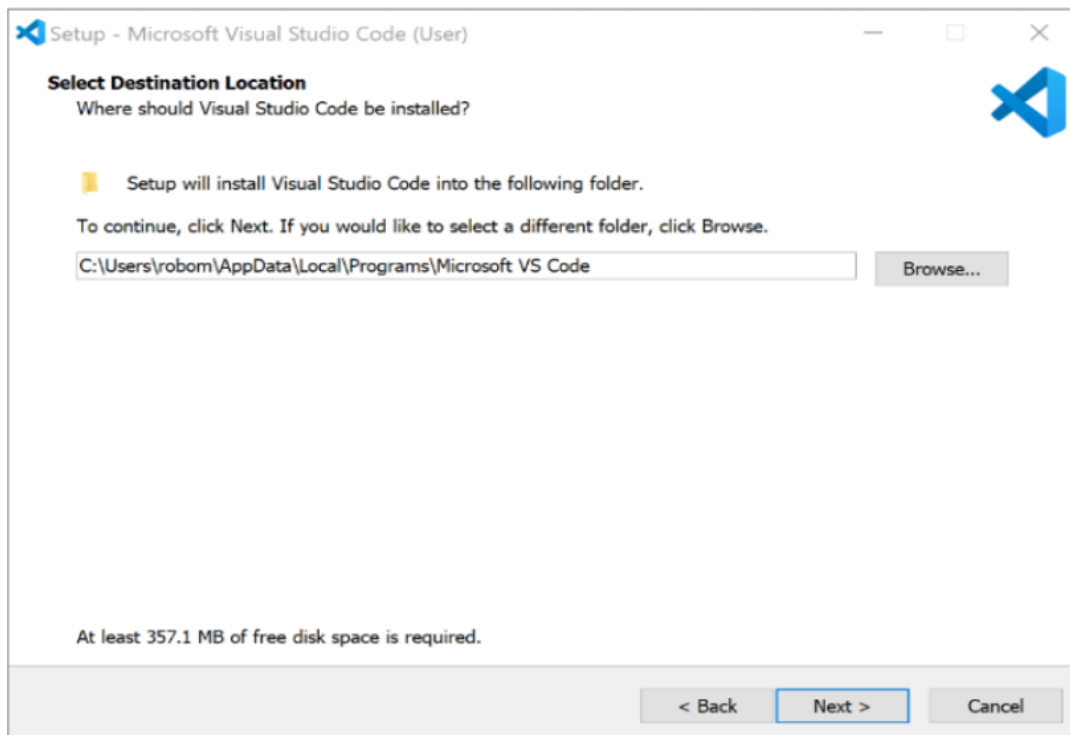 Setup - Microsoft Visual Studio Code (User)
Select Destination Location
Where should Visual Studio Code be installed?
Setup will install Visual Studio Code into the following folder.
To continue, click Next. If you would like to select a different folder, click Browse.
C:\Users\robom\AppData\Local\Programs\Microsoft VS Code
Browse...
At least 357.1 MB of free disk space is required.
< Back Next > Cancel